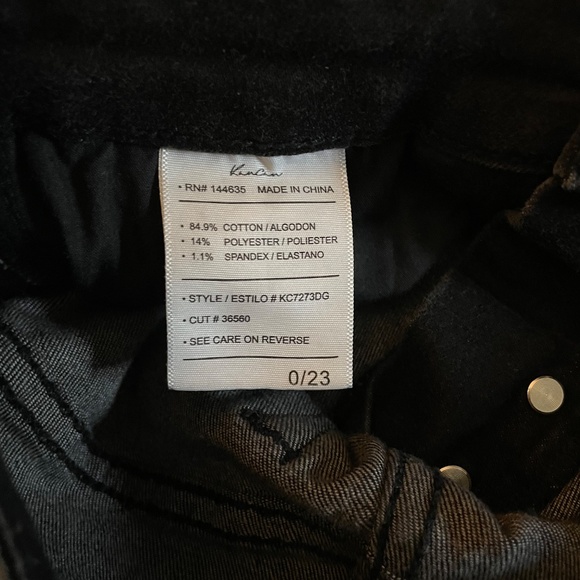 KanCan
• RN# 144635 MADE IN CHINA
• 84.9% COTTON / ALGODON
• 14% POLYESTER / POLIESTER
• 1.1% SPANDEX / ELASTANO
• STYLE / ESTILO # KC7273DG
• CUT # 36560
• SEE CARE ON REVERSE
0/23